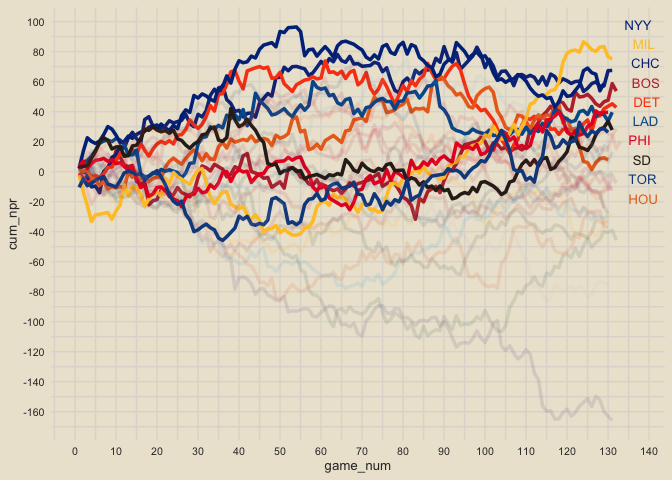 100
80
60
40
20
0
-20
-40
-60
-80
-100
-120
-140
-160
cum_npr
NYY
MIL
CHC
BOS
DET
LAD
PHI
SD
TOR
HOU
0 10 20 30 40 50 60 70 80 90 100 110 120 130 140
game_num